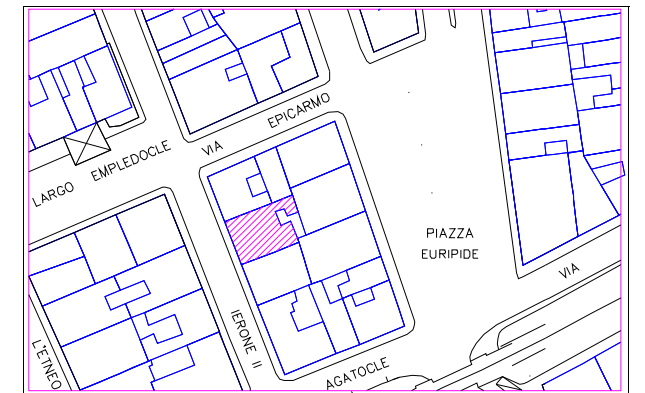 EPICARMO
VIA
EMPLEDOCLE
LARGO
PIAZZA
EURIPIDE
VIA
IERONE II
L'ETNEO
AGATOCLE